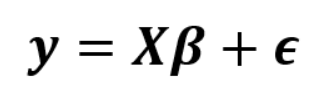 y = Xβ + ϵ